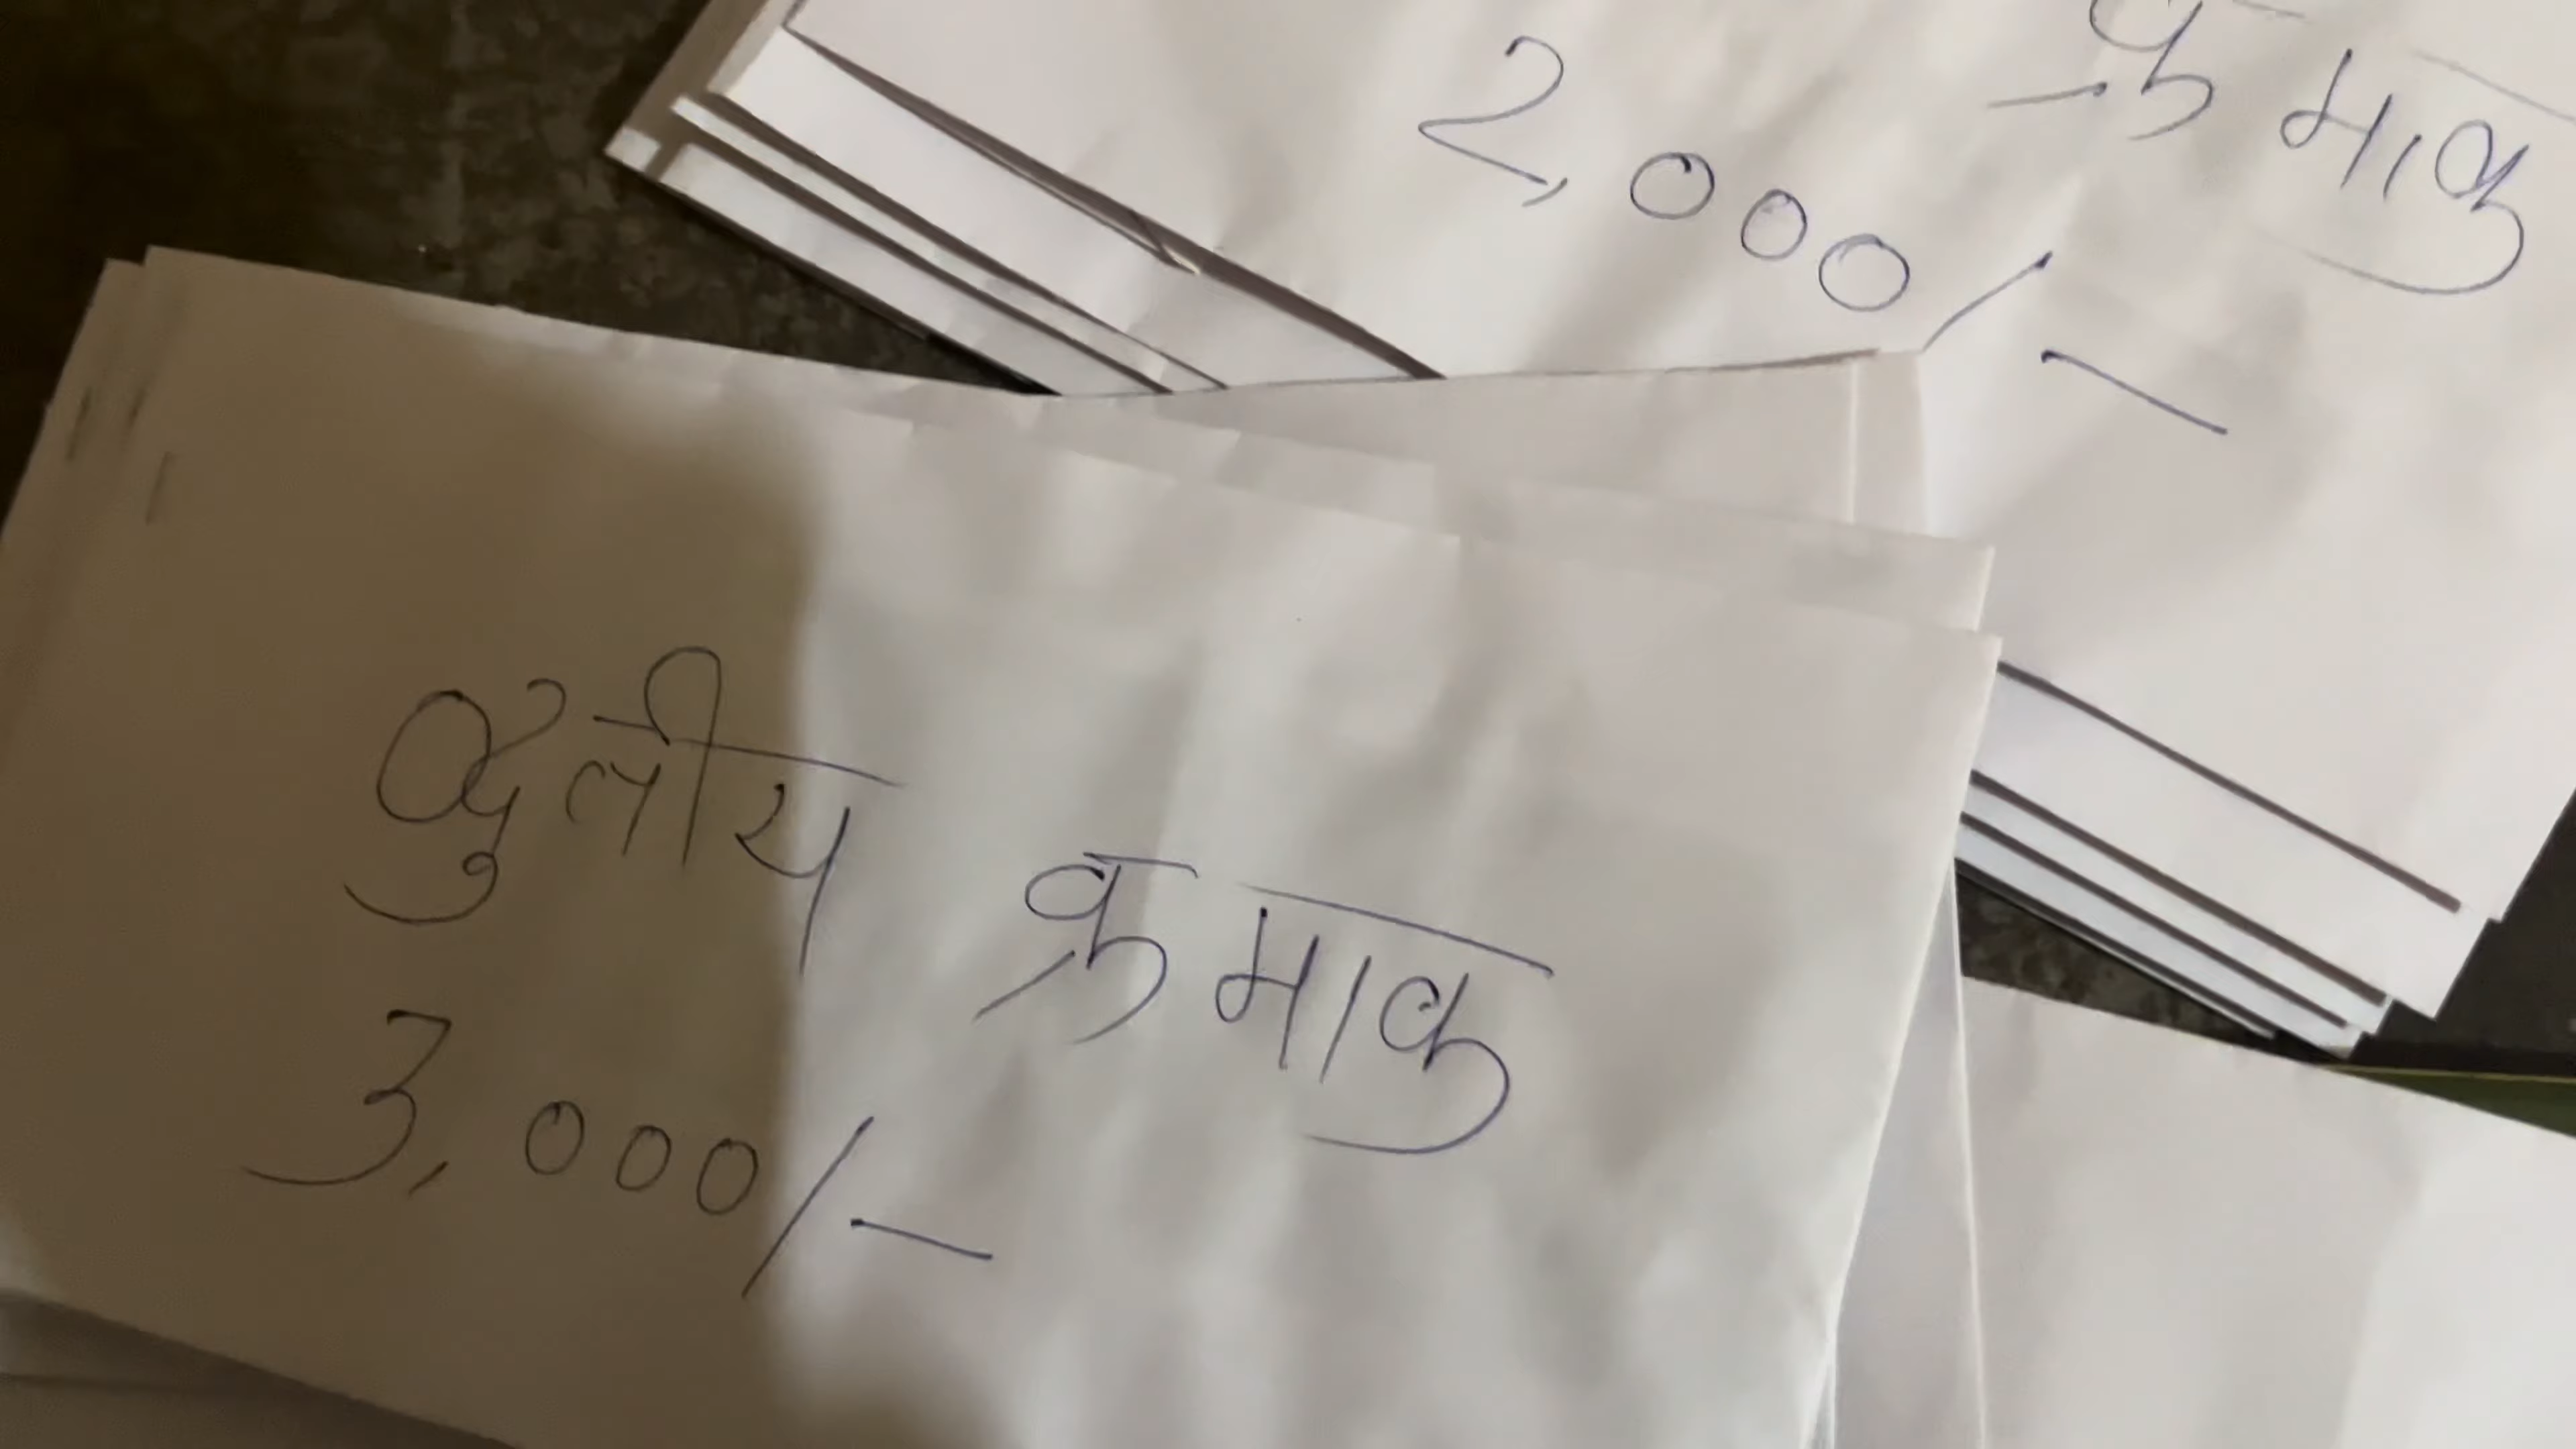 क्रमाक
2,000/-
द्वितीय क्रमाक
3,000/-